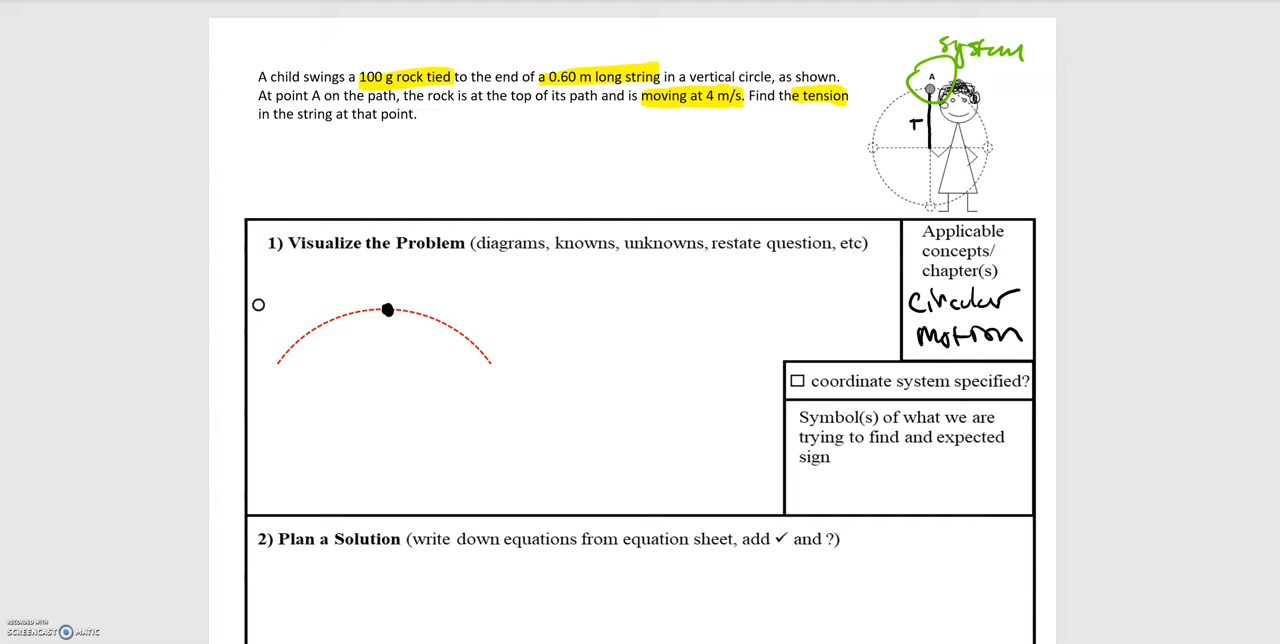 system
A child swings a 100 g rock tied to the end of a 0.60 m long string in a vertical circle, as shown.
At point A on the path, the rock is at the top of its path and is moving at 4 m/s. Find the tension
in the string at that point.
A
T
1) Visualize the Problem (diagrams, knowns, unknowns, restate question, etc)
Applicable
concepts/
chapter(s)
Circular
motion
☐ coordinate system specified?
Symbol(s) of what we are
trying to find and expected
sign
2) Plan a Solution (write down equations from equation sheet, add ✓ and ?)
RECORDED WITH
SCREENCAST MATIC